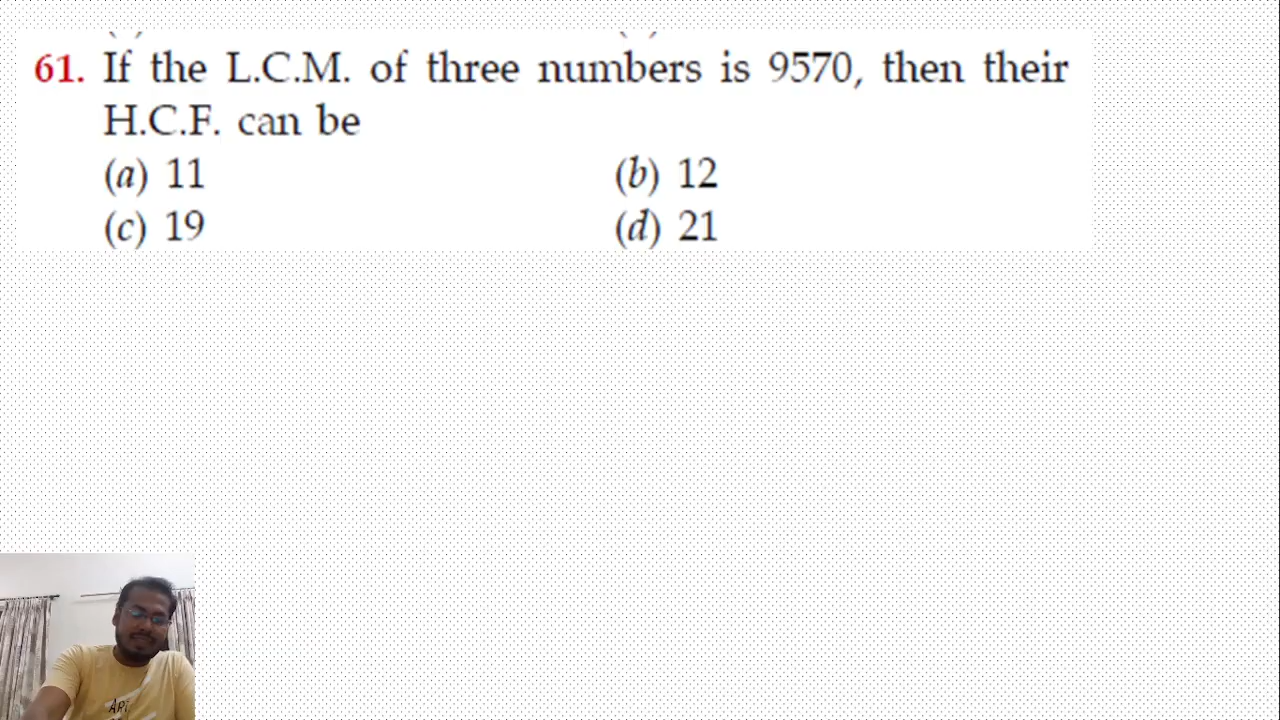 61. If the L.C.M. of three numbers is 9570, then their
H.C.F. can be
(a) 11 (b) 12
(c) 19 (d) 21